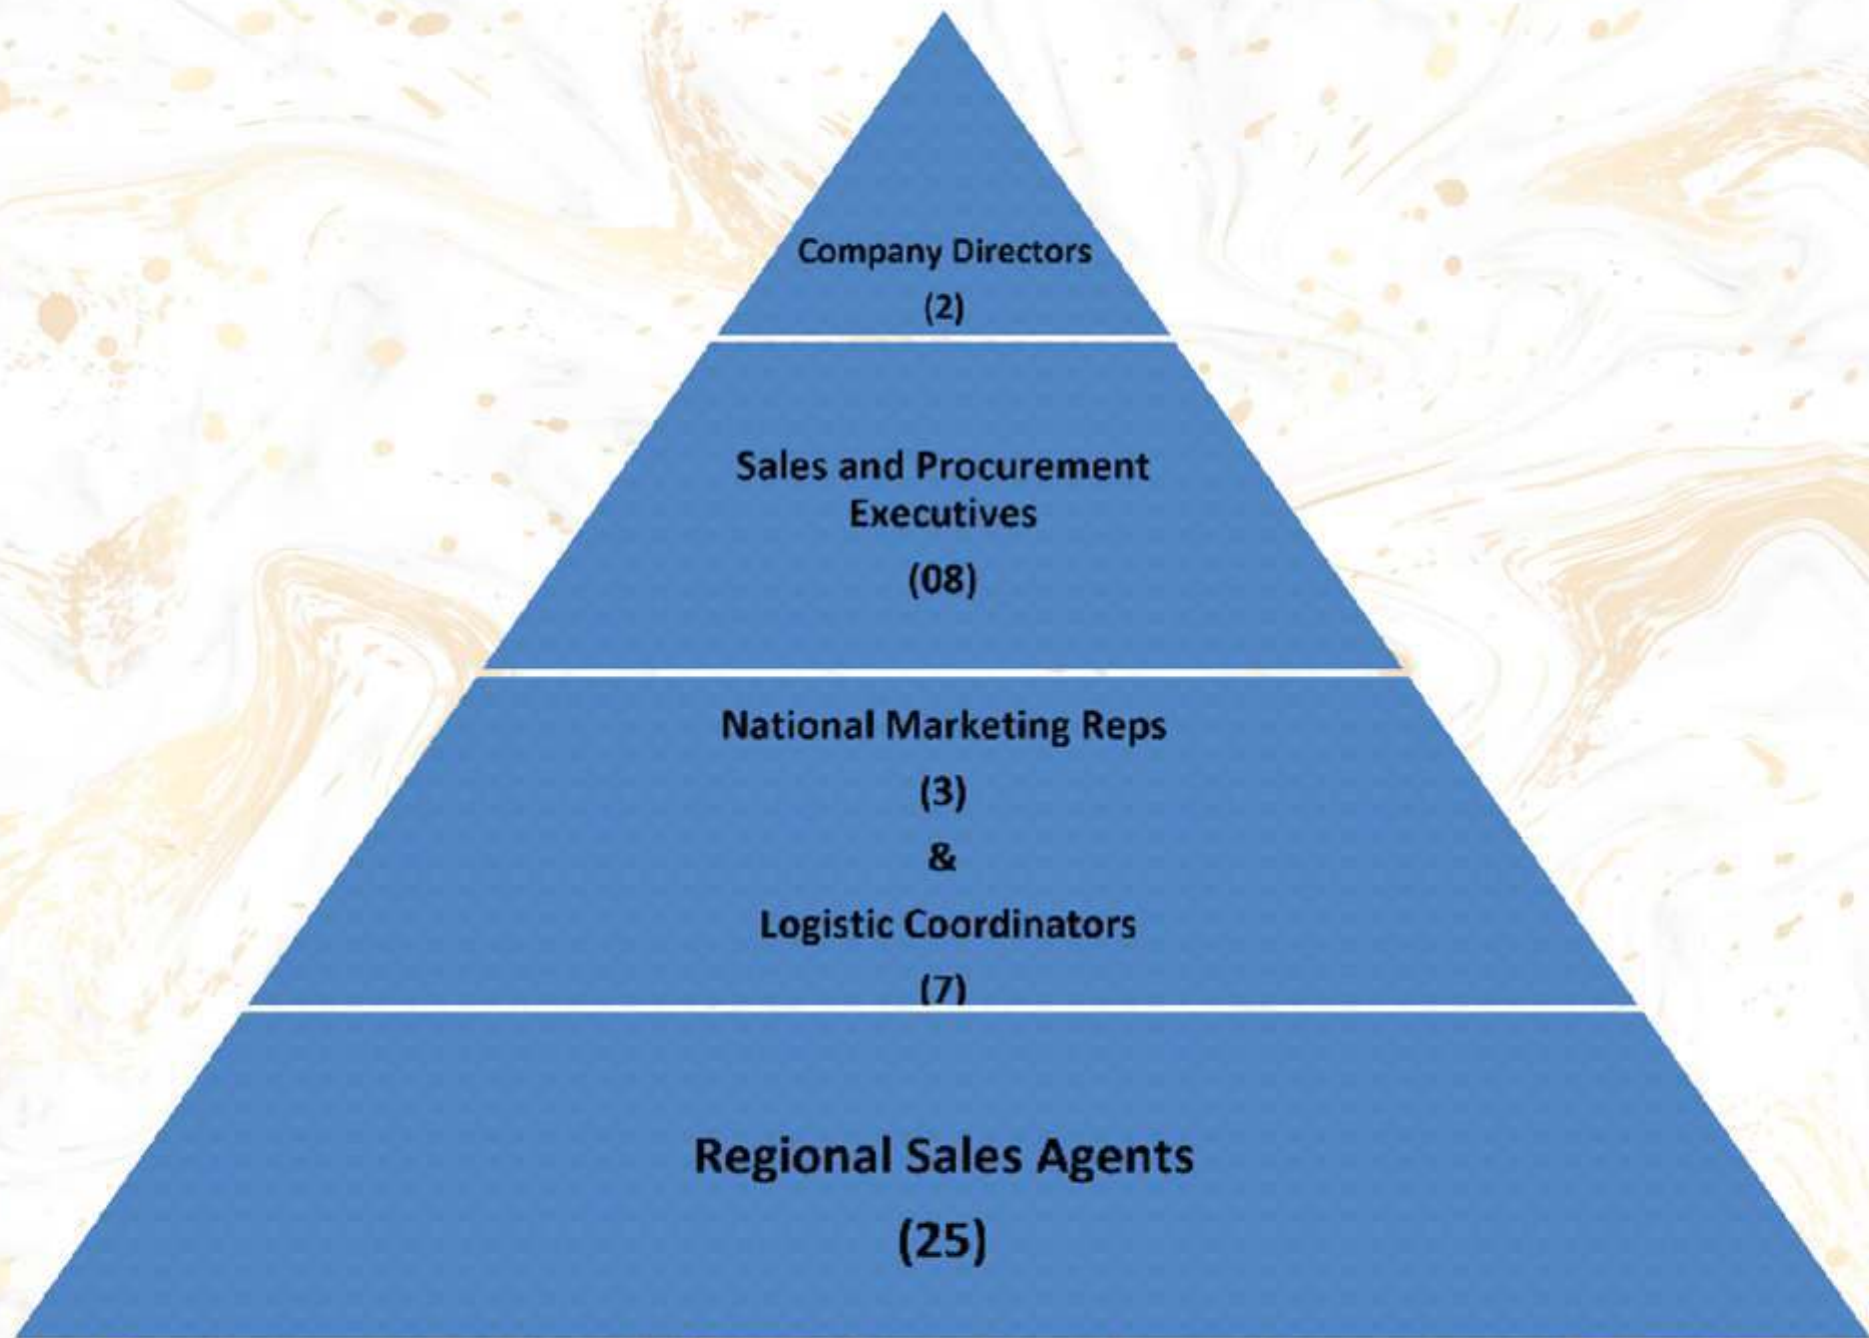 Company Directors
(2)
Sales and Procurement
Executives
(08)
National Marketing Reps
(3)
&
Logistic Coordinators
(7)
Regional Sales Agents
(25)